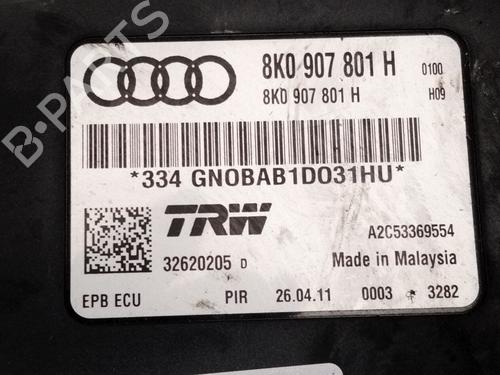 B-PARTS
8K0 907 801 H 0100
8K0 907 801 H H09
*334 GNOBAB1DO31HU*
TRW
A2C53369554
32620205 D Made in Malaysia
EPB ECU PIR 26.04.11 0003 * 3282